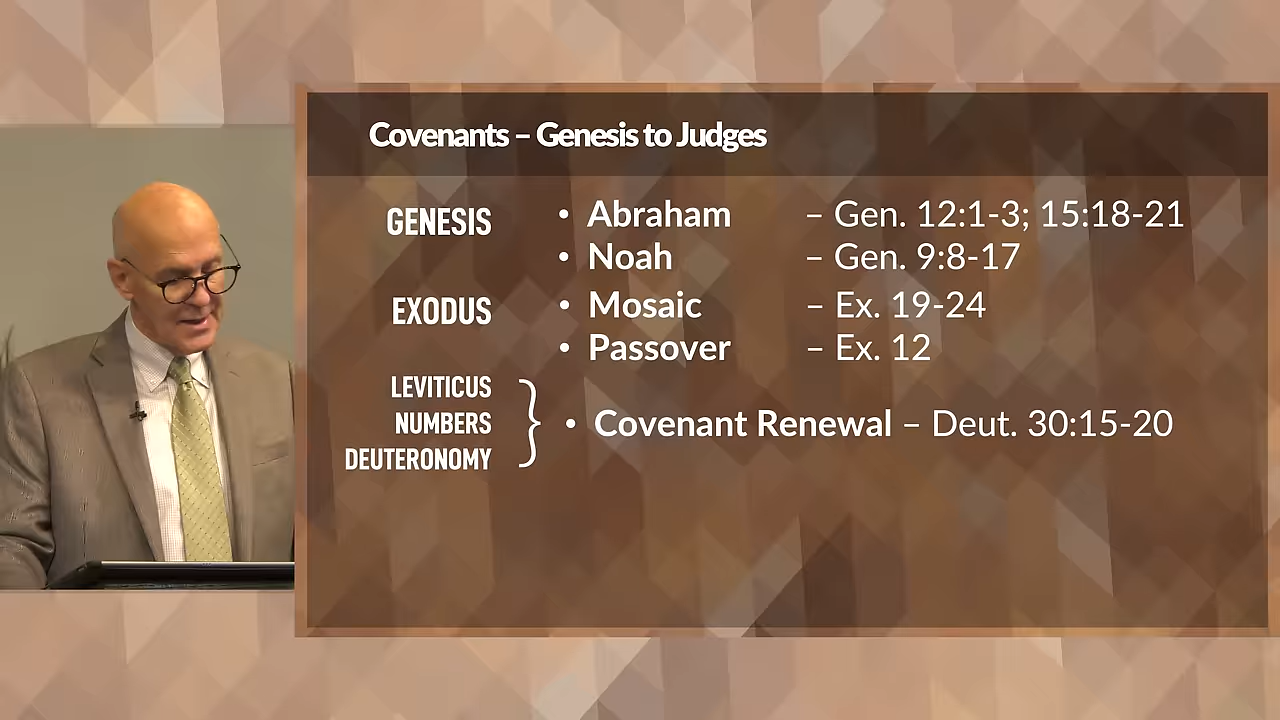 Covenants – Genesis to Judges
GENESIS • Abraham – Gen. 12:1-3; 15:18-21
• Noah – Gen. 9:8-17
EXODUS • Mosaic – Ex. 19-24
• Passover – Ex. 12
LEVITICUS
NUMBERS • Covenant Renewal – Deut. 30:15-20
DEUTERONOMY